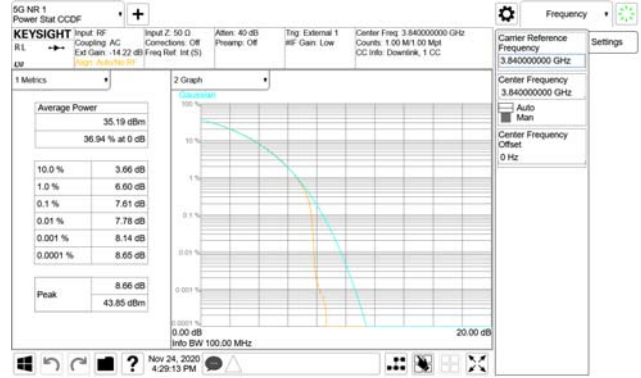 5G NR 1
Power Stat CCDF
KEYSIGHT
RL
Input: RF
Coupling: AC
Ext Gain: -14.22 dB
Align: Auto/No RF
Input Z: 50 Ω
Corrections: Off
Freq Ref: Int (S)
Atten: 40 dB
Preamp: Off
Trig: External 1
#IF Gain: Low
Center Freq: 3.840000000 GHz
Counts: 1.00 M/1.00 Mpt
CC Info: Downlink, 1 CC
1 Metrics
Average Power
35.19 dBm
36.94 % at 0 dB
10.0 % 3.66 dB
1.0 % 6.60 dB
0.1 % 7.61 dB
0.01 % 7.78 dB
0.001 % 8.14 dB
0.0001 % 8.65 dB
Peak
8.66 dB
43.85 dBm
2 Graph
Gaussian
100 %
10 %
1 %
0.1 %
0.01 %
0.001 %
0.0001 %
0.00 dB
20.00 dB
Info BW 100.00 MHz
Frequency
Settings
Carrier Reference
Frequency
3.840000000 GHz
Center Frequency
3.840000000 GHz
Auto
Man
Center Frequency
Offset
0 Hz
?
Nov 24, 2020
4:29:13 PM